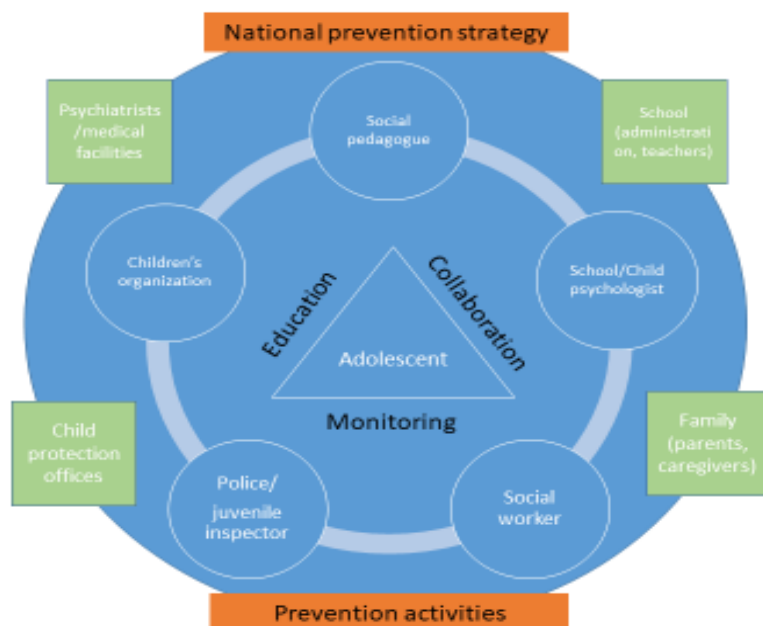 National prevention strategy
Psychiatrists
/medical
facilities
Social
pedagogue
School
(administrati
on, teachers)
Children's
organization
School/Child
psychologist
Education
Collaboration
Adolescent
Monitoring
Child
protection
offices
Family
(parents,
caregivers)
Police/
juvenile
inspector
Social
worker
Prevention activities